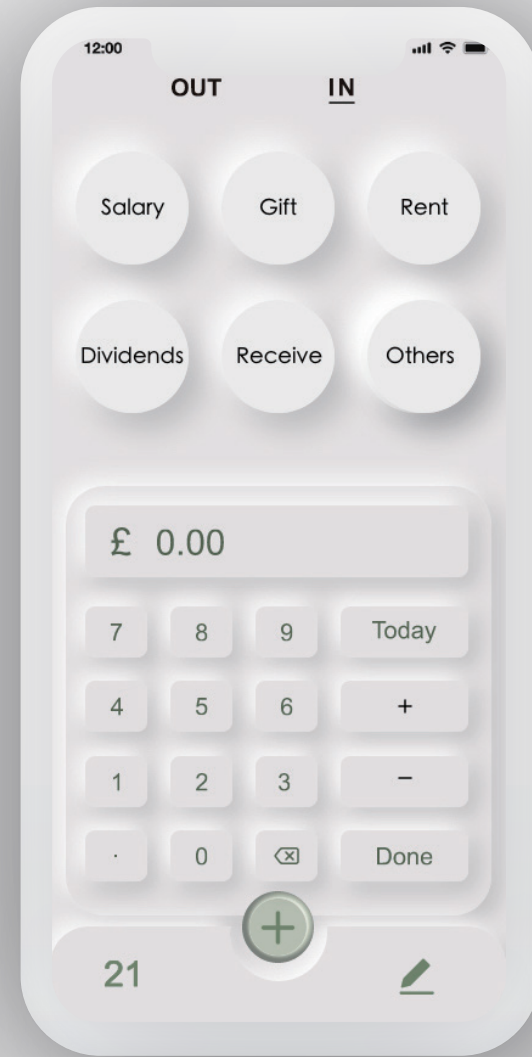 12:00
OUT IN
Salary Gift Rent
Dividends Receive Others
£ 0.00
7 8 9 Today
4 5 6 +
1 2 3 −
. 0 Done
+
21